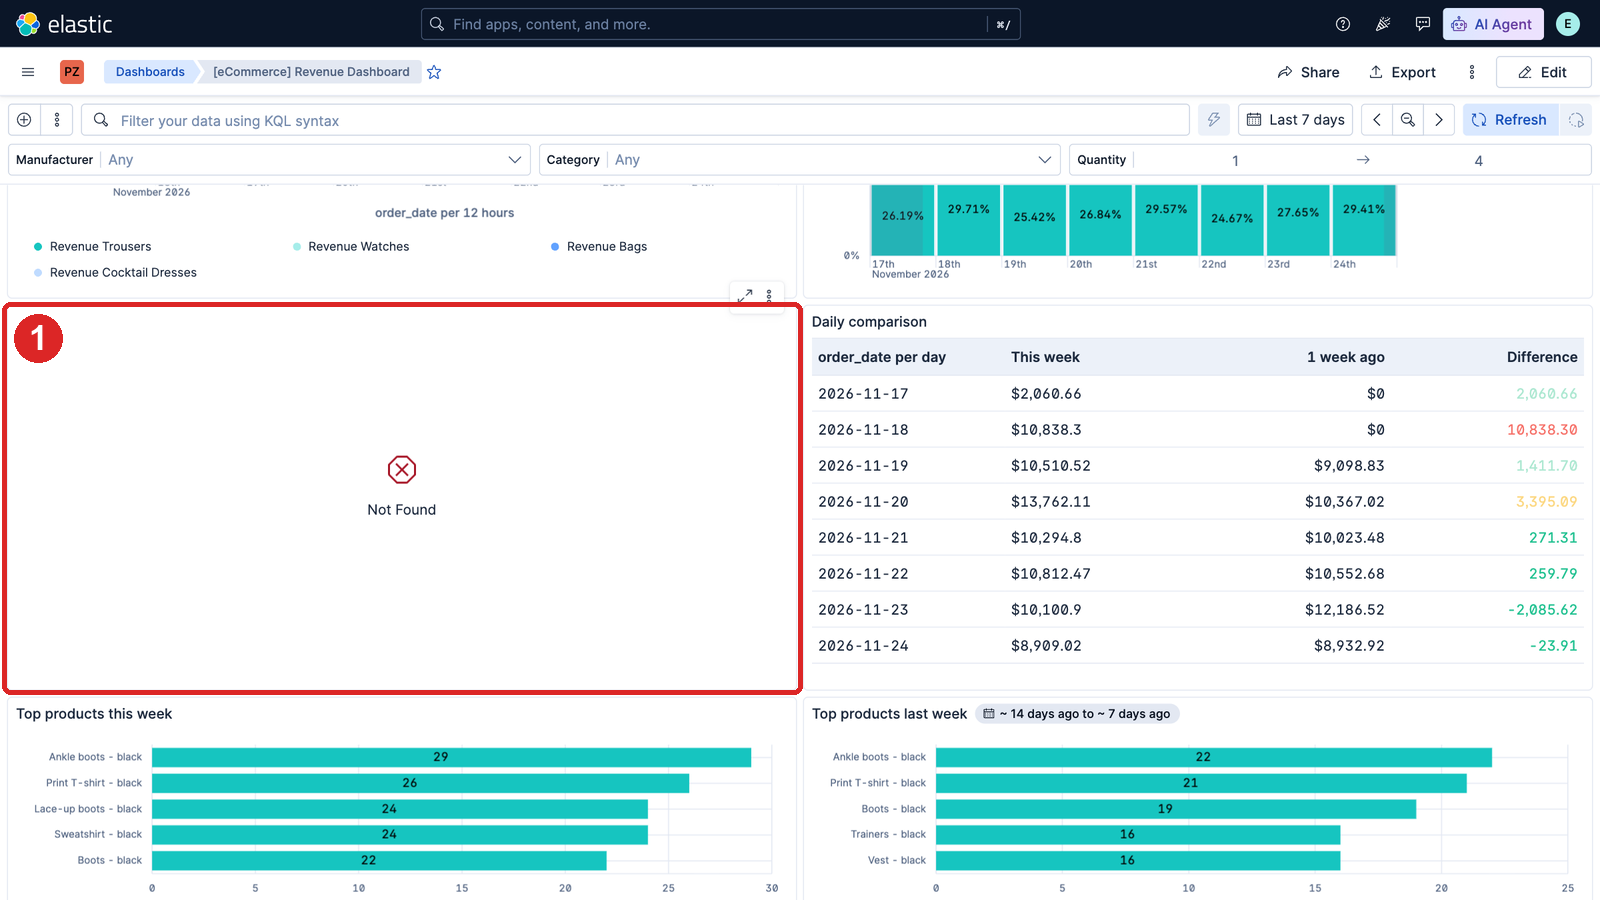 elastic
Find apps, content, and more.
⌘/
AI Agent
E
PZ
Dashboards
[eCommerce] Revenue Dashboard
Share
Export
Edit
Filter your data using KQL syntax
Last 7 days
Refresh
Manufacturer Any
Category Any
Quantity 1 → 4
November 2026
order_date per 12 hours
Revenue Trousers
Revenue Watches
Revenue Bags
Revenue Cocktail Dresses
26.19% 29.71% 25.42% 26.84% 29.57% 24.67% 27.65% 29.41%
0%
17th 18th 19th 20th 21st 22nd 23rd 24th
November 2026
1
Not Found
Daily comparison
order_date per day This week 1 week ago Difference
2026-11-17 $2,060.66 $0 2,060.66
2026-11-18 $10,838.3 $0 10,838.30
2026-11-19 $10,510.52 $9,098.83 1,411.70
2026-11-20 $13,762.11 $10,367.02 3,395.09
2026-11-21 $10,294.8 $10,023.48 271.31
2026-11-22 $10,812.47 $10,552.68 259.79
2026-11-23 $10,100.9 $12,186.52 -2,085.62
2026-11-24 $8,909.02 $8,932.92 -23.91
Top products this week
Ankle boots - black 29
Print T-shirt - black 26
Lace-up boots - black 24
Sweatshirt - black 24
Boots - black 22
0 5 10 15 20 25 30
Top products last week
~ 14 days ago to ~ 7 days ago
Ankle boots - black 22
Print T-shirt - black 21
Boots - black 19
Trainers - black 16
Vest - black 16
0 5 10 15 20 25